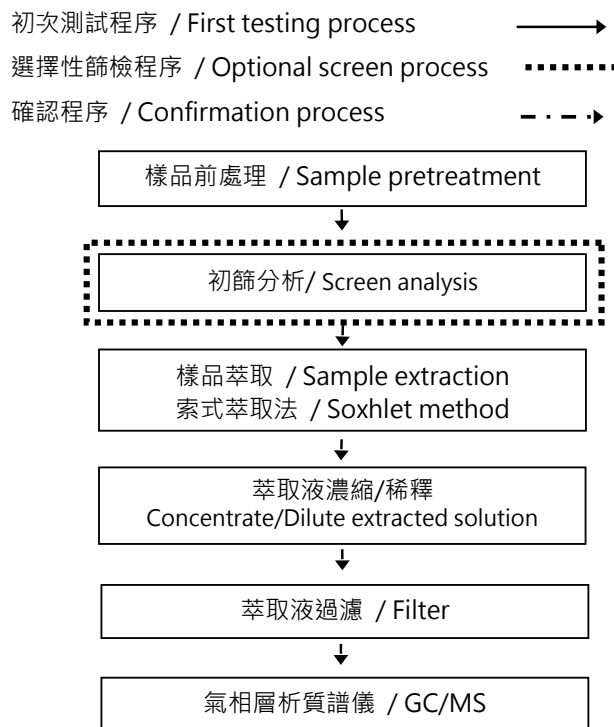 初次測試程序 / First testing process
選擇性篩檢程序 / Optional screen process
確認程序 / Confirmation process
樣品前處理 / Sample pretreatment
初篩分析/ Screen analysis
樣品萃取 / Sample extraction
索式萃取法 / Soxhlet method
萃取液濃縮/稀釋
Concentrate/Dilute extracted solution
萃取液過濾 / Filter
氣相層析質譜儀 / GC/MS